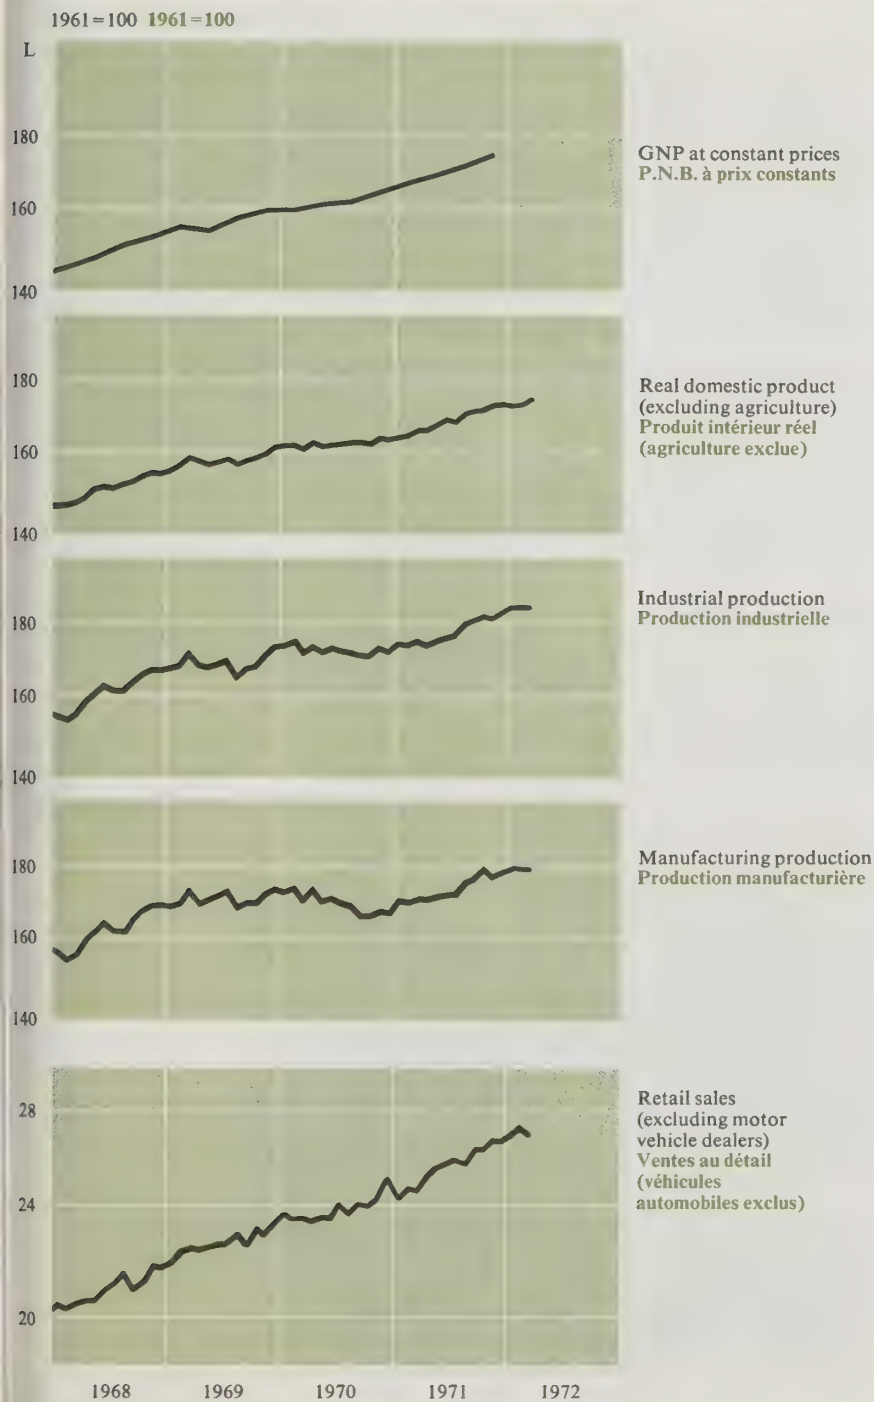 1961=100 1961=100
L
180
160
140
GNP at constant prices
P.N.B. à prix constants
180
160
140
Real domestic product
(excluding agriculture)
Produit intérieur réel
(agriculture exclue)
180
160
140
Industrial production
Production industrielle
180
160
140
Manufacturing production
Production manufacturière
28
24
20
Retail sales
(excluding motor
vehicle dealers)
Ventes au détail
(véhicules
automobiles exclus)
1968 1969 1970 1971 1972